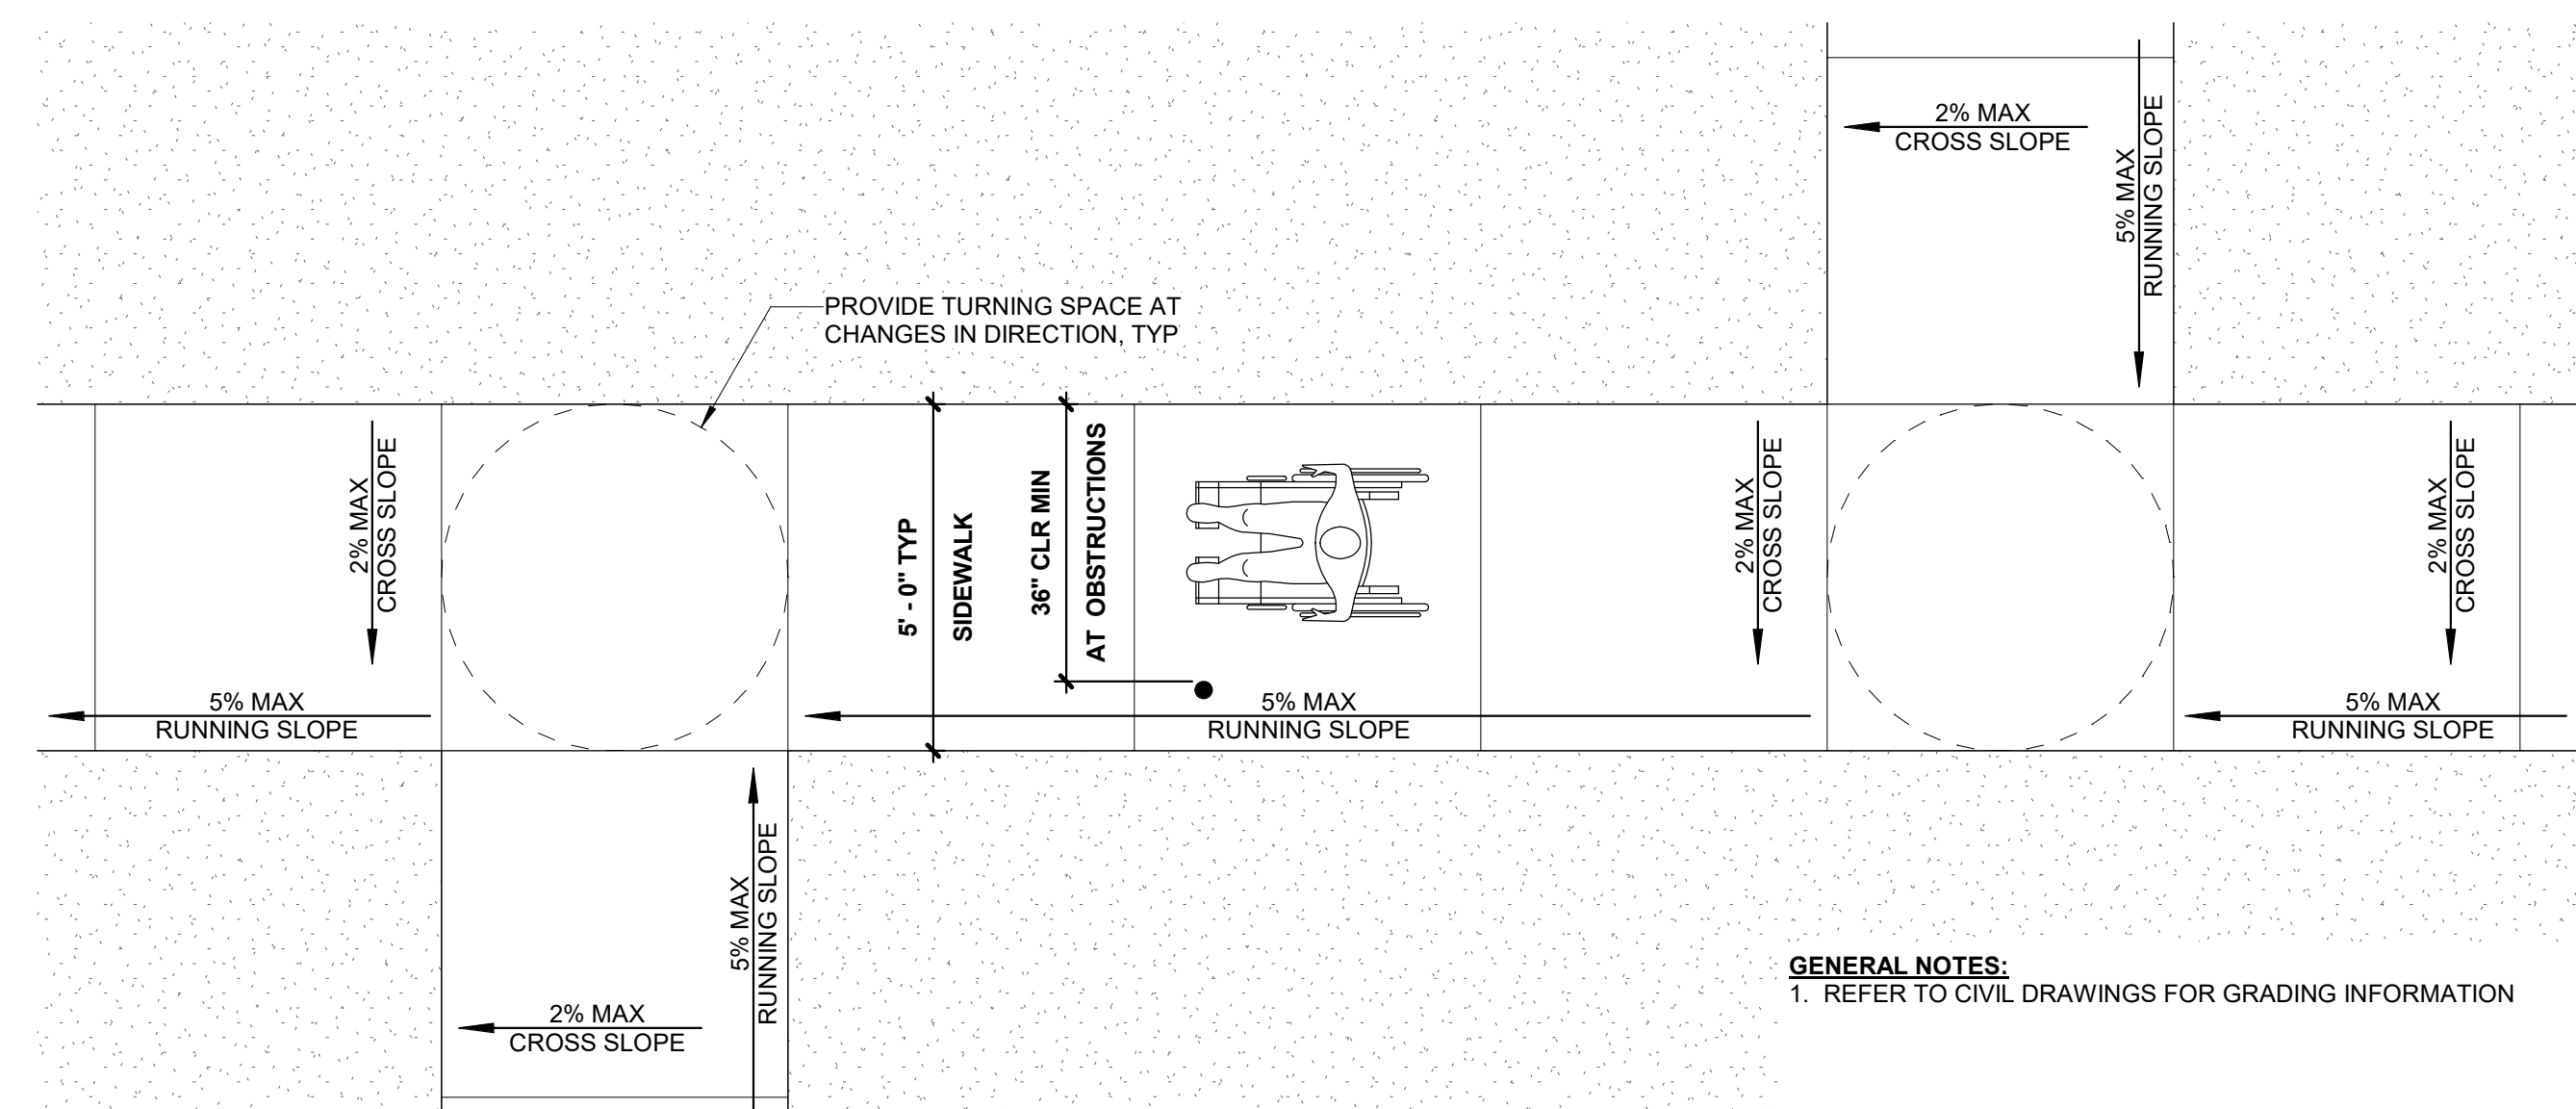 2% MAX
CROSS SLOPE
5% MAX
RUNNING SLOPE
PROVIDE TURNING SPACE AT
CHANGES IN DIRECTION, TYP
2% MAX
CROSS SLOPE
5% MAX
RUNNING SLOPE
5' - 0" TYP
SIDEWALK
36" CLR MIN
AT OBSTRUCTIONS
5% MAX
RUNNING SLOPE
2% MAX
CROSS SLOPE
2% MAX
CROSS SLOPE
5% MAX
RUNNING SLOPE
5% MAX
RUNNING SLOPE
2% MAX
CROSS SLOPE
GENERAL NOTES:
1. REFER TO CIVIL DRAWINGS FOR GRADING INFORMATION